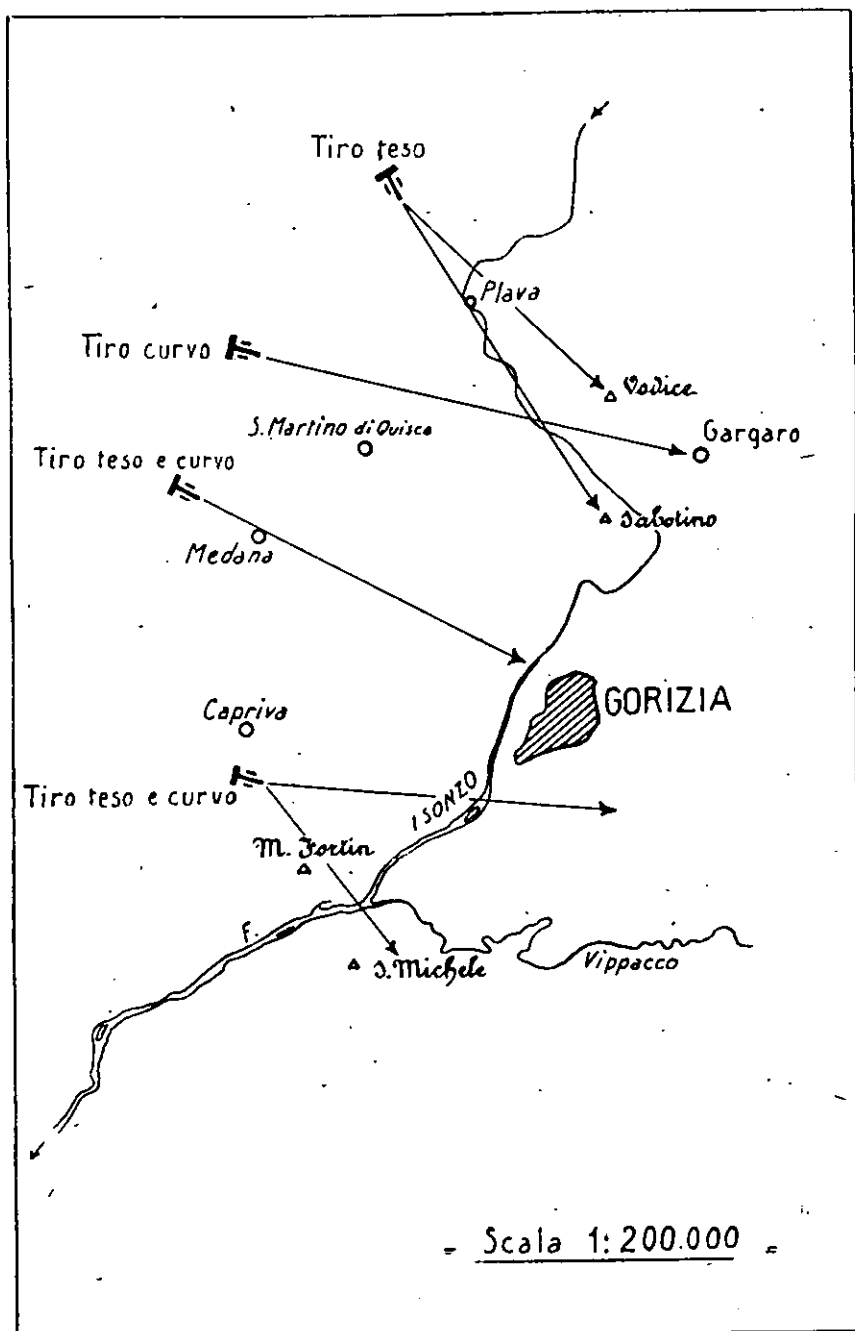 Tiro teso
Plava
Tiro curvo
Vodice
S. Martino di Quisca
Gargaro
Tiro teso e curvo
Sabotino
Medana
GORIZIA
Capriva
Tiro teso e curvo
ISONZO
M. Fortin
F.
S. Michele
Vippacco
Scala 1:200.000